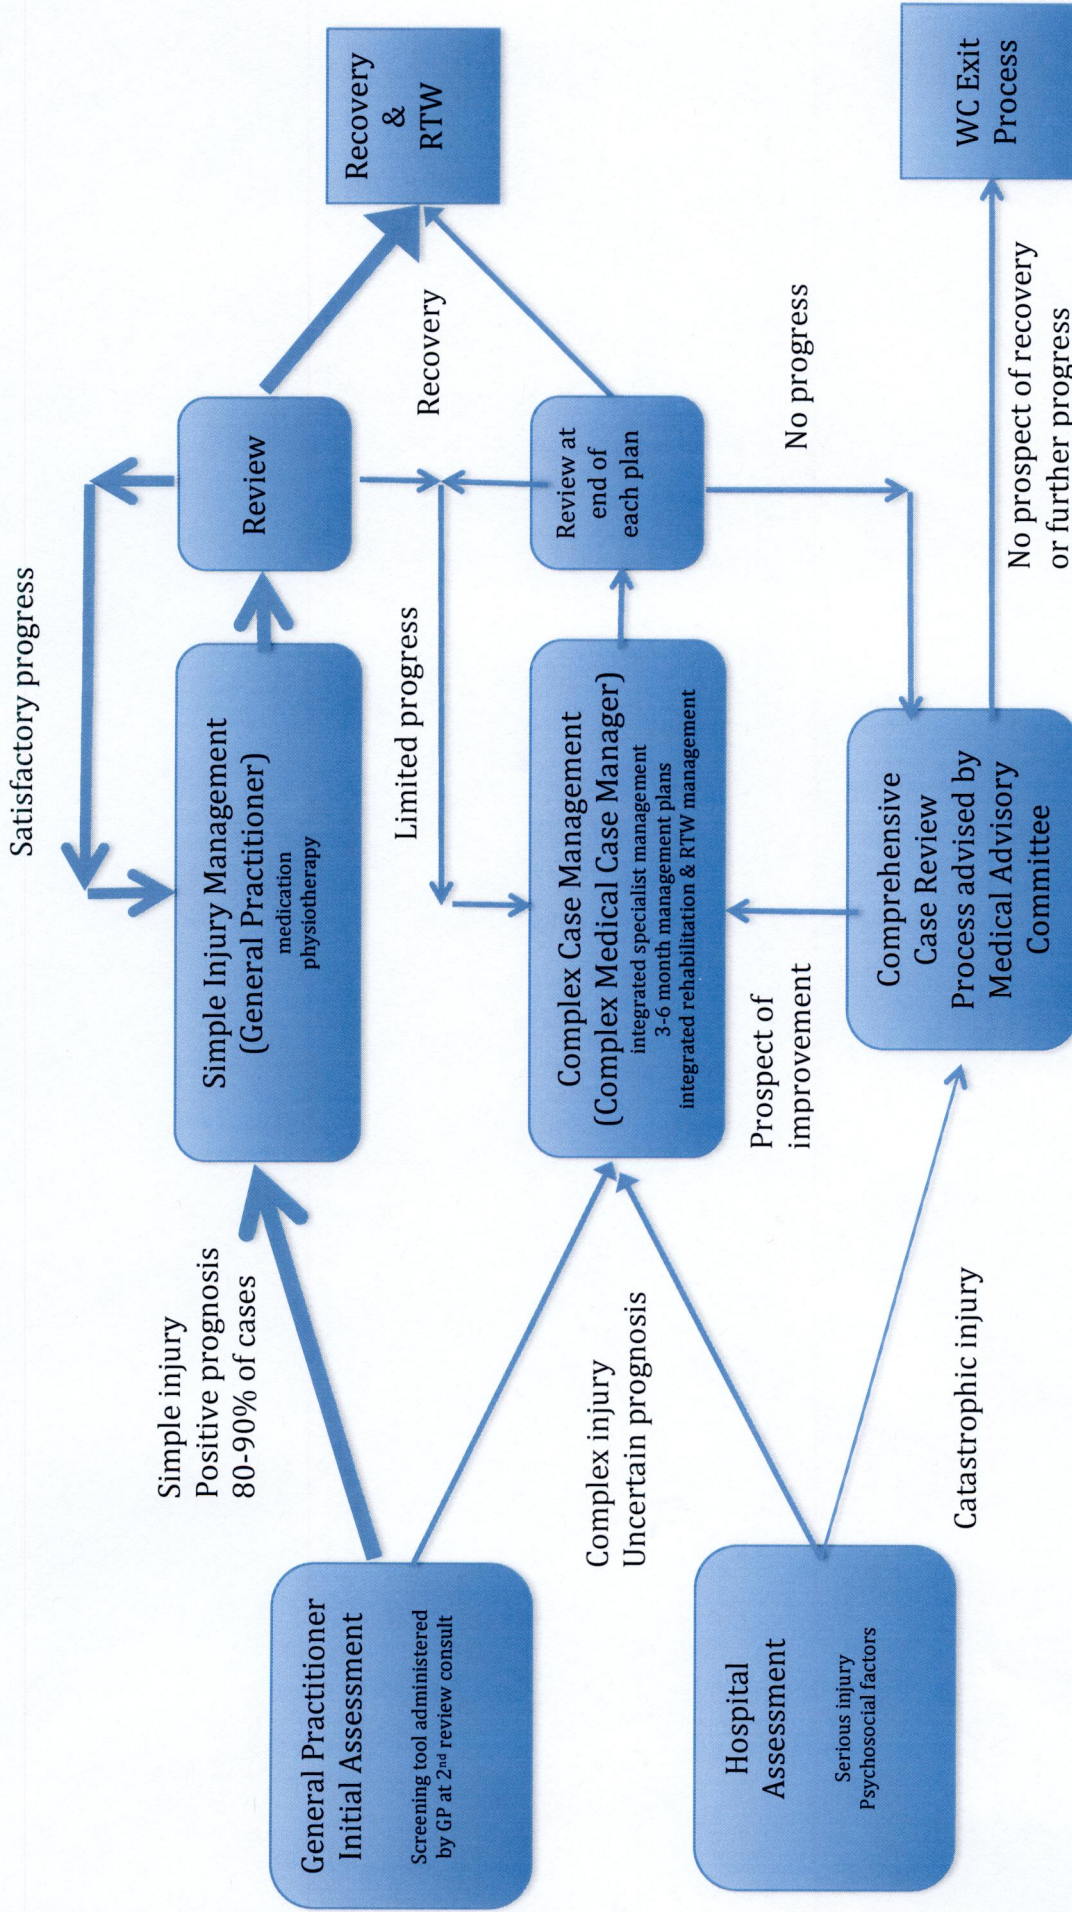 General Practitioner
Initial Assessment
Screening tool administered
by GP at 2nd review consult
Hospital
Assessment
Serious injury
Psychosocial factors
Simple injury
Positive prognosis
80-90% of cases
Complex injury
Uncertain prognosis
Catastrophic injury
Satisfactory progress
Simple Injury Management
(General Practitioner)
medication
physiotherapy
Limited progress
Complex Case Management
(Complex Medical Case Manager)
integrated specialist management
3-6 month management plans
integrated rehabilitation & RTW management
Prospect of
improvement
Comprehensive
Case Review
Process advised by
Medical Advisory
Committee
Review
Recovery
Review at
end of
each plan
No progress
No prospect of recovery
or further progress
Recovery
&
RTW
WC Exit
Process